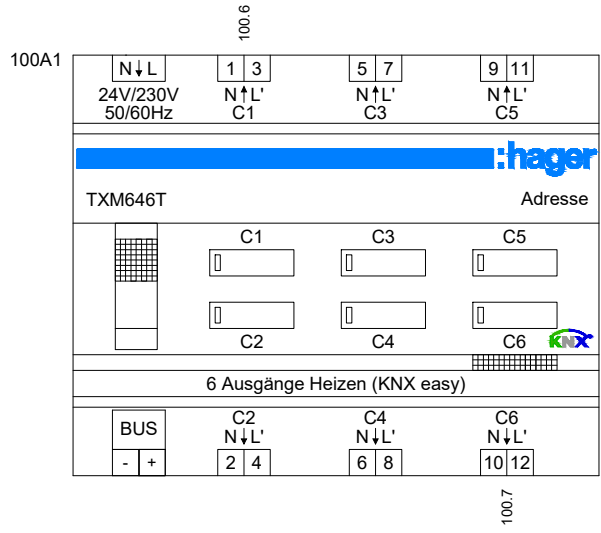 100.6
100A1
N↓L 1 3 5 7 9 11
24V/230V N↑L' N↑L' N↑L'
50/60Hz C1 C3 C5
:hager
TXM646T Adresse
C1 C3 C5
C2 C4 C6 KNX
6 Ausgänge Heizen (KNX easy)
C2 C4 C6
BUS N↓L' N↓L' N↓L'
- + 2 4 6 8 10 12
100.7